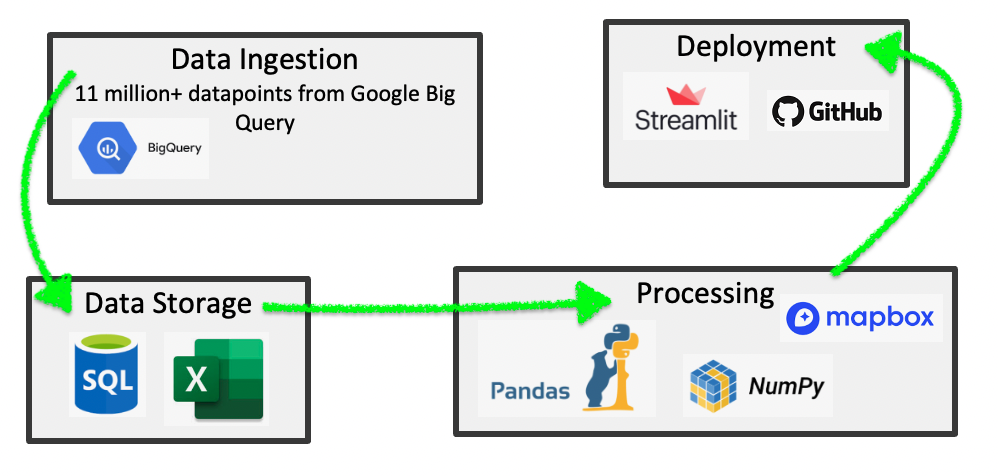 Data Ingestion
11 million+ datapoints from Google Big
Query
BigQuery
Data Storage
SQL
X
Processing
mapbox
Pandas
NumPy
Deployment
Streamlit
GitHub